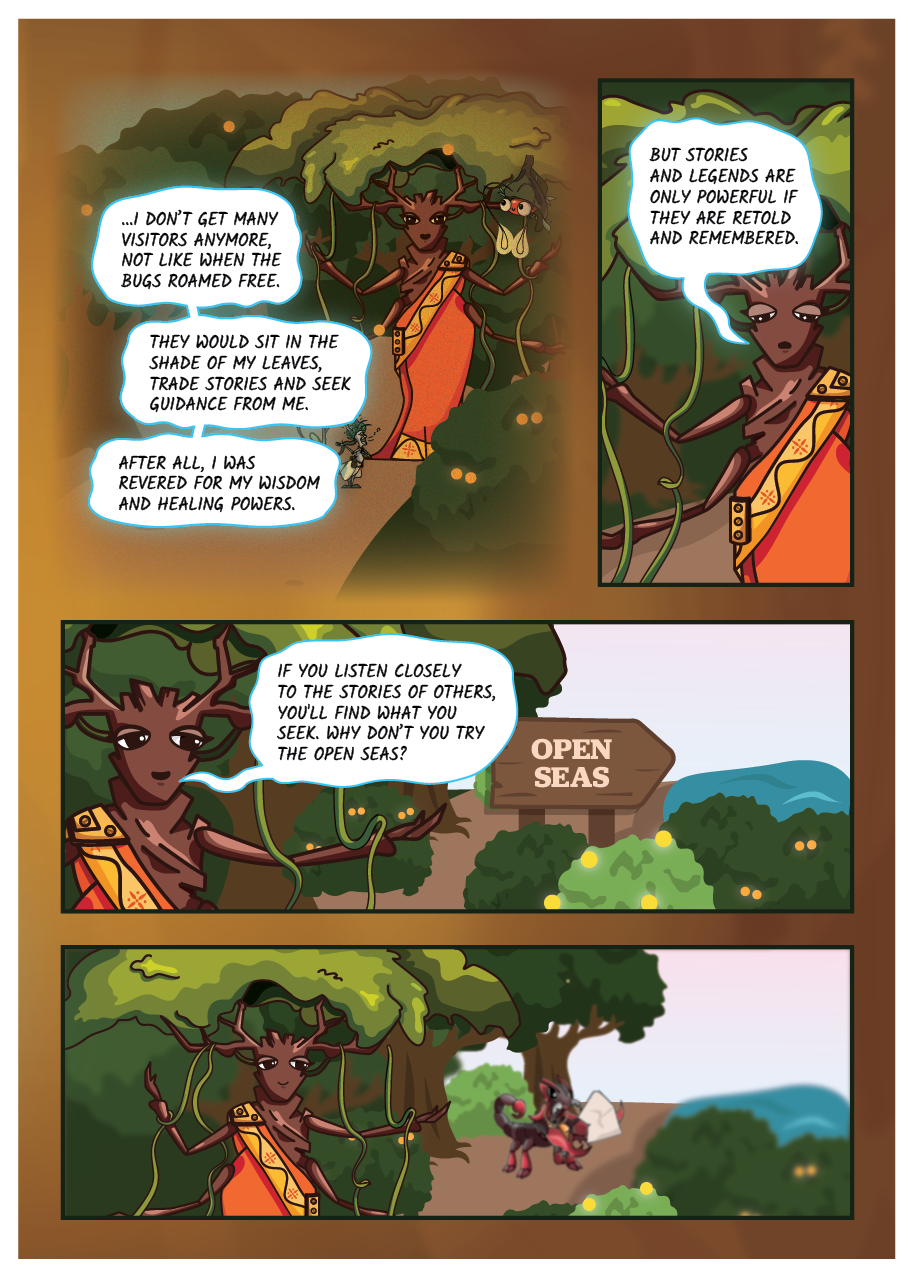 ...I DON'T GET MANY
VISITORS ANYMORE,
NOT LIKE WHEN THE
BUGS ROAMED FREE.
THEY WOULD SIT IN THE
SHADE OF MY LEAVES,
TRADE STORIES AND SEEK
GUIDANCE FROM ME.
AFTER ALL, I WAS
REVERED FOR MY WISDOM
AND HEALING POWERS.
BUT STORIES
AND LEGENDS ARE
ONLY POWERFUL IF
THEY ARE RETOLD
AND REMEMBERED.
IF YOU LISTEN CLOSELY
TO THE STORIES OF OTHERS,
YOU'LL FIND WHAT YOU
SEEK. WHY DON'T YOU TRY
THE OPEN SEAS?
OPEN
SEAS